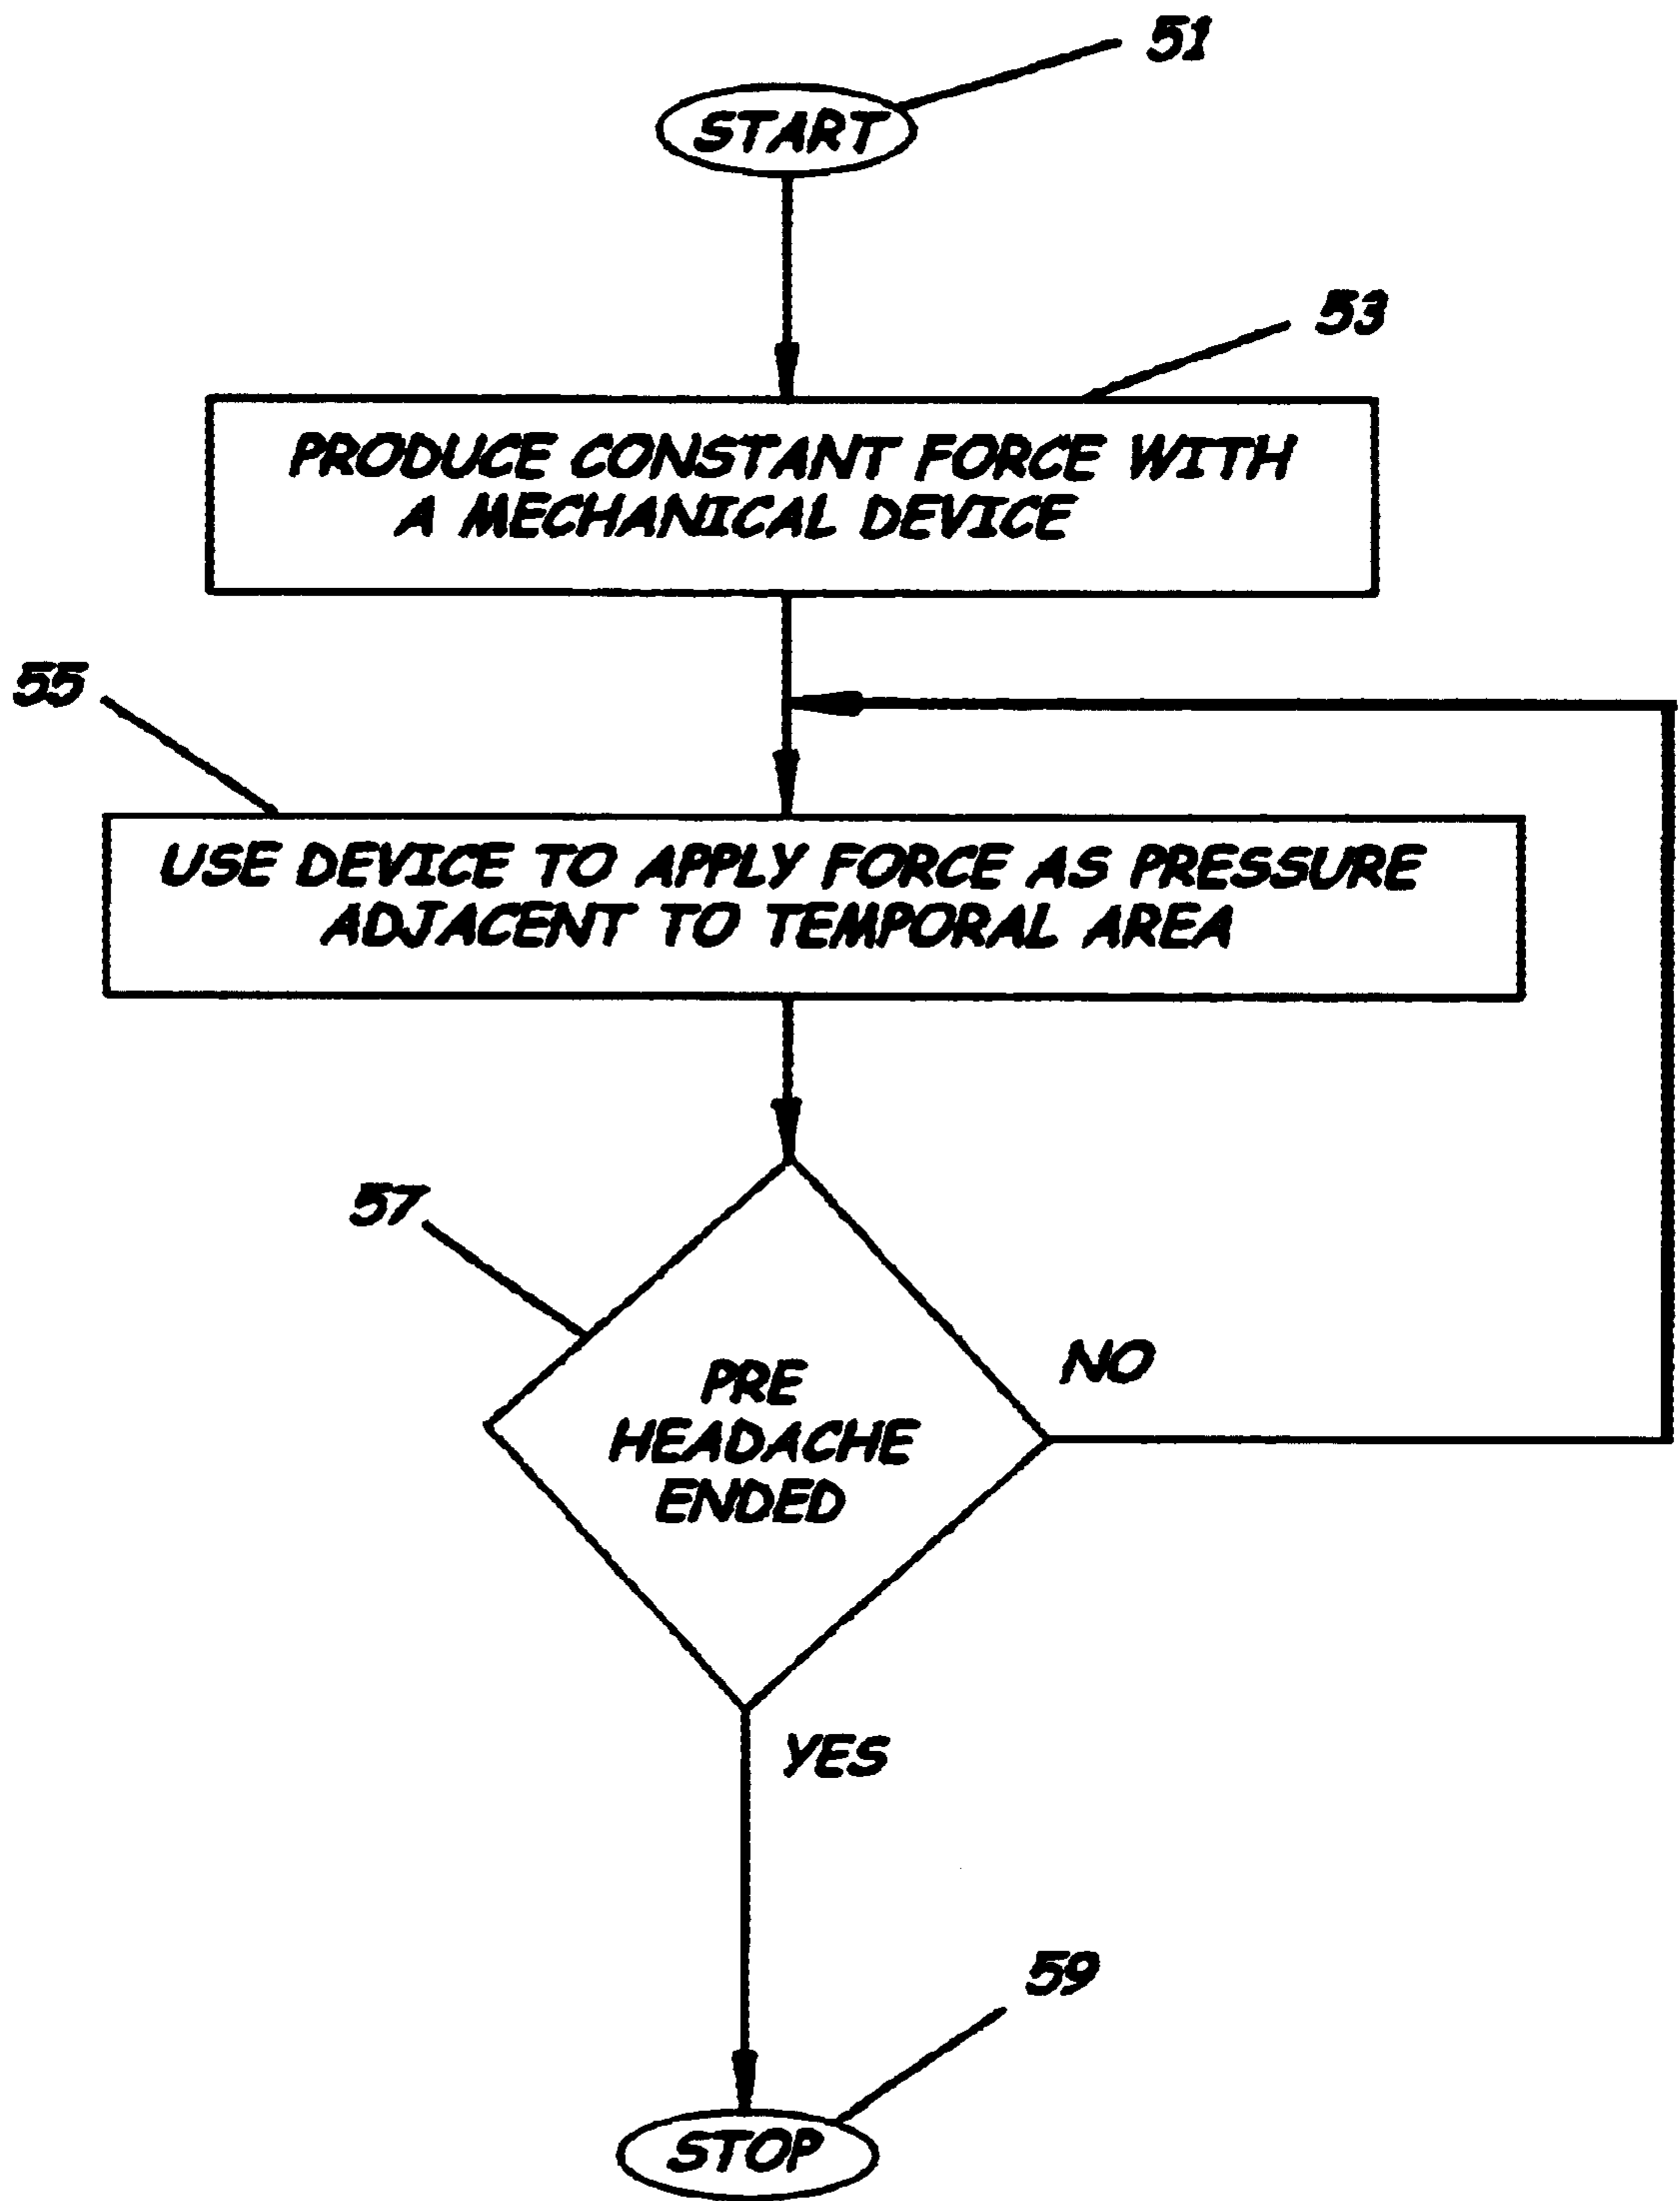 51
START
53
PRODUCE CONSTANT FORCE WITH
A MECHANICAL DEVICE
55
USE DEVICE TO APPLY FORCE AS PRESSURE
ADJACENT TO TEMPORAL AREA
57
PRE
HEADACHE
ENDED
NO
YES
59
STOP